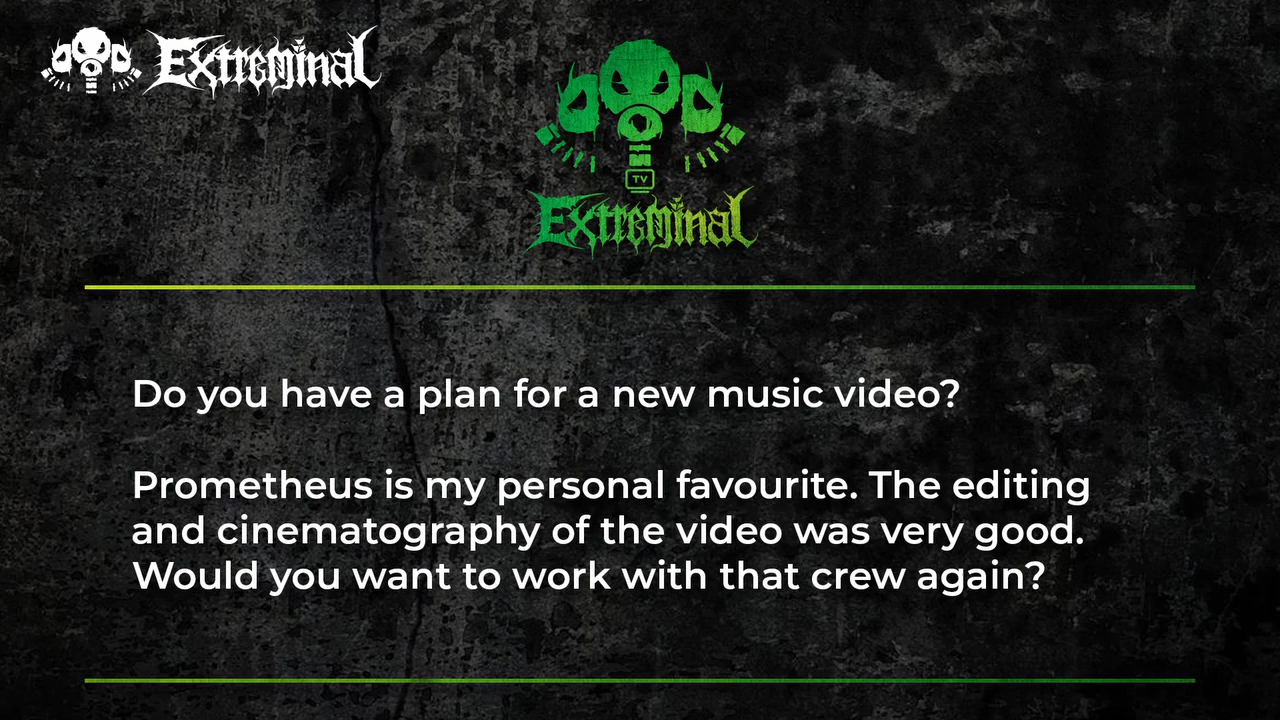 Extreminal
TV
Extreminal
Do you have a plan for a new music video?
Prometheus is my personal favourite. The editing
and cinematography of the video was very good.
Would you want to work with that crew again?